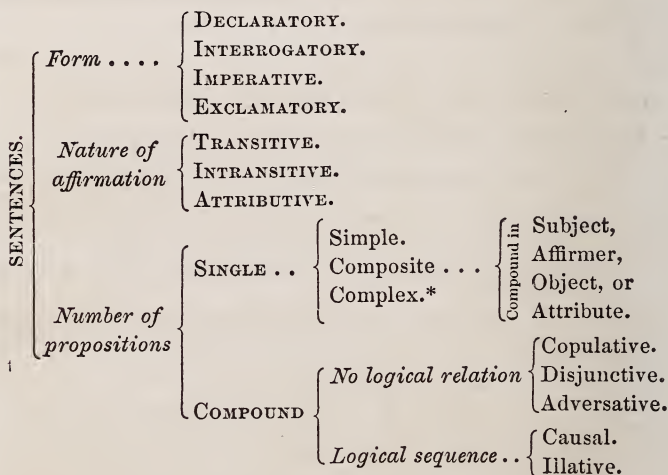 SENTENCES.
Form ....
DECLARATORY.
INTERROGATORY.
IMPERATIVE.
EXCLAMATORY.
Nature of
affirmation
TRANSITIVE.
INTRANSITIVE.
ATTRIBUTIVE.
Number of
propositions
SINGLE ..
Simple.
Composite ...
Complex.*
Compound in
Subject,
Affirmer,
Object, or
Attribute.
COMPOUND
No logical relation
Copulative.
Disjunctive.
Adversative.
Logical sequence ..
Causal.
Illative.